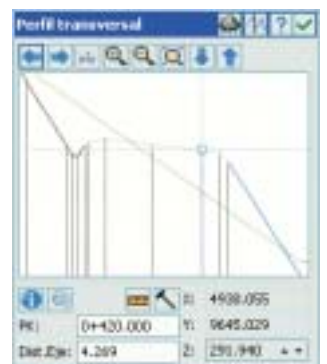 Perfil transversal
X: 4938.055
PK: 0+420.000 Y: 9645.029
Dist.Eje: 4.269 Z: 291.940